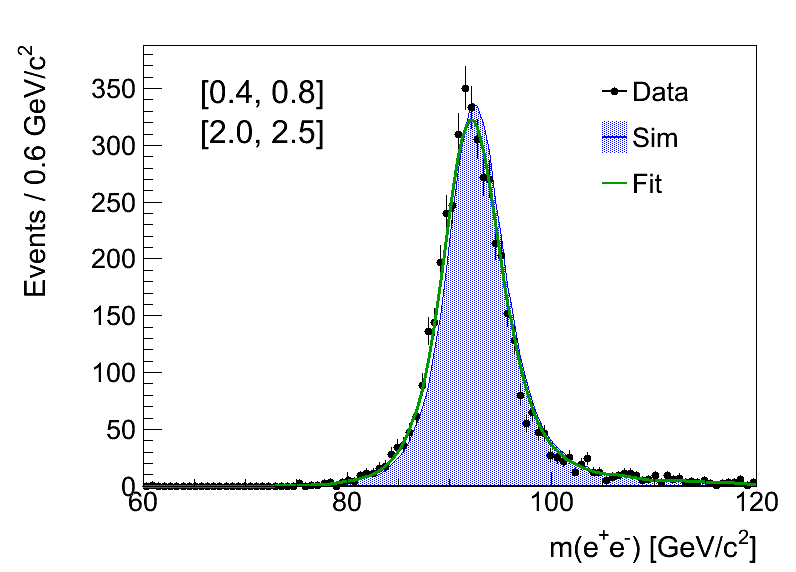 [0.4, 0.8]
[2.0, 2.5]
Data
Sim
Fit
Events / 0.6 GeV/c²
350
300
250
200
150
100
50
0
60 80 100 120
m(e⁺e⁻) [GeV/c²]